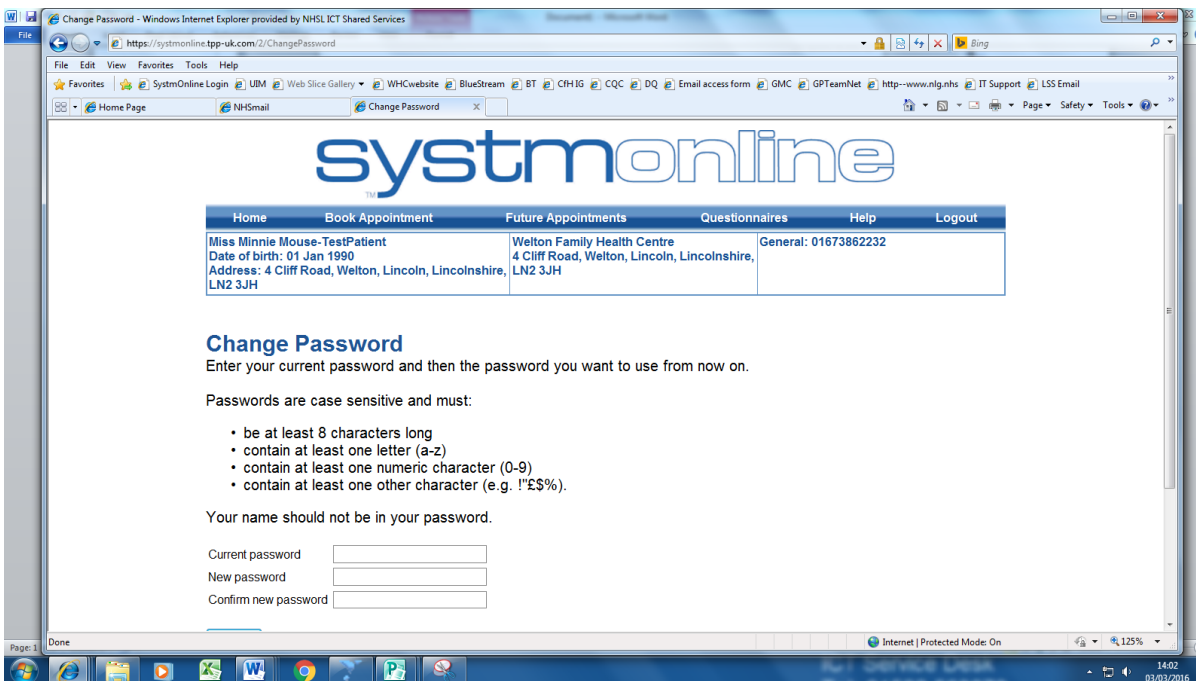 Change Password - Windows Internet Explorer provided by NHSL ICT Shared Services
File
https://systmonline.tpp-uk.com/2/ChangePassword
Bing
File Edit View Favorites Tools Help
Favorites SystmOnline Login UIM Web Slice Gallery WHCwebsite BlueStream BT CfH IG CQC DQ Email access form GMC GPTeamNet http--www.nlg.nhs IT Support LSS Email
Home Page NHSmail Change Password x Page Safety Tools
systmonline
TM
Home Book Appointment Future Appointments Questionnaires Help Logout
Miss Minnie Mouse-TestPatient Welton Family Health Centre General: 01673862232
Date of birth: 01 Jan 1990 4 Cliff Road, Welton, Lincoln, Lincolnshire,
Address: 4 Cliff Road, Welton, Lincoln, Lincolnshire, LN2 3JH
LN2 3JH
Change Password
Enter your current password and then the password you want to use from now on.
Passwords are case sensitive and must:
• be at least 8 characters long
• contain at least one letter (a-z)
• contain at least one numeric character (0-9)
• contain at least one other character (e.g. !"£$%).
Your name should not be in your password.
Current password
New password
Confirm new password
Done Internet | Protected Mode: On 125%
Page: 1
ICT Service Desk
14:02
03/03/2016